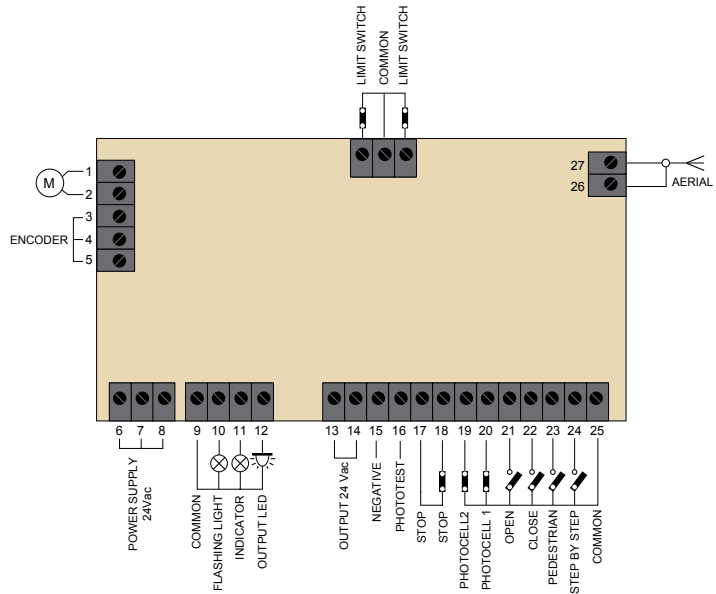 LIMIT SWITCH
COMMON
LIMIT SWITCH
M
1
2
3
4
5
ENCODER
27
26
AERIAL
6 7 8
9 10 11 12
13 14 15 16 17 18 19 20 21 22 23 24 25
POWER SUPPLY
24Vac
COMMON
FLASHING LIGHT
INDICATOR
OUTPUT LED
OUTPUT 24 Vac
NEGATIVE
PHOTOTEST
STOP
STOP
PHOTOCELL2
PHOTOCELL 1
OPEN
CLOSE
PEDESTRIAN
STEP BY STEP
COMMON